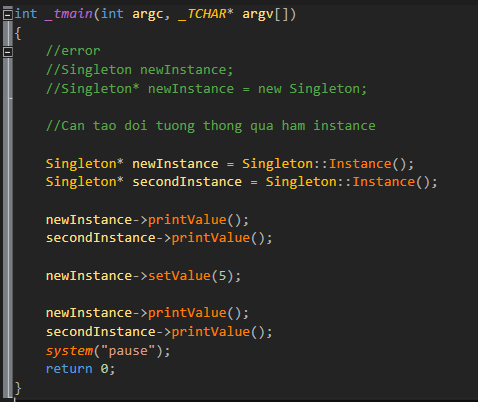 int _tmain(int argc, _TCHAR* argv[])
{
//error
//Singleton newInstance;
//Singleton* newInstance = new Singleton;
//Can tao doi tuong thong qua ham instance
Singleton* newInstance = Singleton::Instance();
Singleton* secondInstance = Singleton::Instance();
newInstance->printValue();
secondInstance->printValue();
newInstance->setValue(5);
newInstance->printValue();
secondInstance->printValue();
system("pause");
return 0;
}